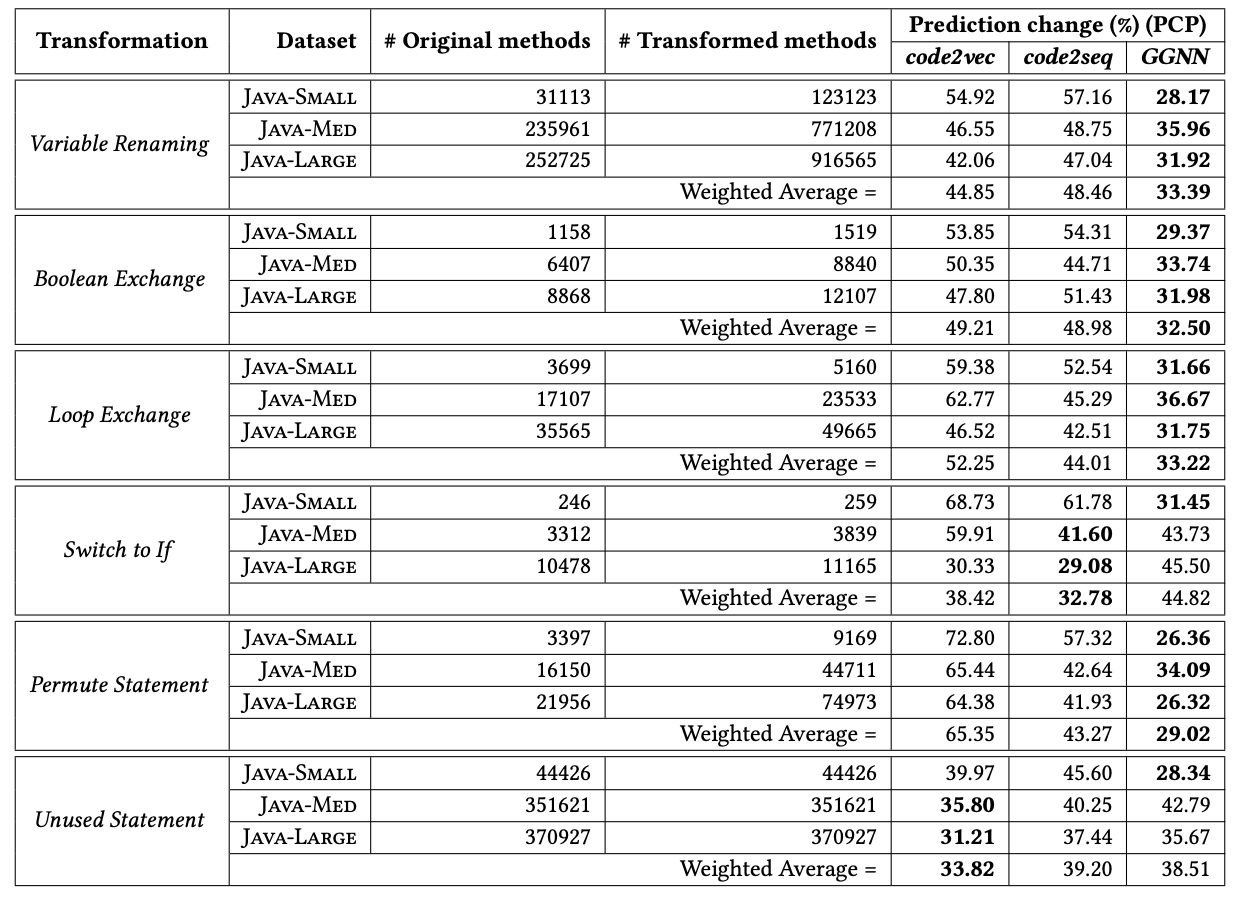 Transformation Dataset # Original methods # Transformed methods Prediction change (%) (PCP)
code2vec code2seq GGNN
Variable Renaming
Java-Small 31113 123123 54.92 57.16 28.17
Java-Med 235961 771208 46.55 48.75 35.96
Java-Large 252725 916565 42.06 47.04 31.92
Weighted Average = 44.85 48.46 33.39
Boolean Exchange
Java-Small 1158 1519 53.85 54.31 29.37
Java-Med 6407 8840 50.35 44.71 33.74
Java-Large 8868 12107 47.80 51.43 31.98
Weighted Average = 49.21 48.98 32.50
Loop Exchange
Java-Small 3699 5160 59.38 52.54 31.66
Java-Med 17107 23533 62.77 45.29 36.67
Java-Large 35565 49665 46.52 42.51 31.75
Weighted Average = 52.25 44.01 33.22
Switch to If
Java-Small 246 259 68.73 61.78 31.45
Java-Med 3312 3839 59.91 41.60 43.73
Java-Large 10478 11165 30.33 29.08 45.50
Weighted Average = 38.42 32.78 44.82
Permute Statement
Java-Small 3397 9169 72.80 57.32 26.36
Java-Med 16150 44711 65.44 42.64 34.09
Java-Large 21956 74973 64.38 41.93 26.32
Weighted Average = 65.35 43.27 29.02
Unused Statement
Java-Small 44426 44426 39.97 45.60 28.34
Java-Med 351621 351621 35.80 40.25 42.79
Java-Large 370927 370927 31.21 37.44 35.67
Weighted Average = 33.82 39.20 38.51